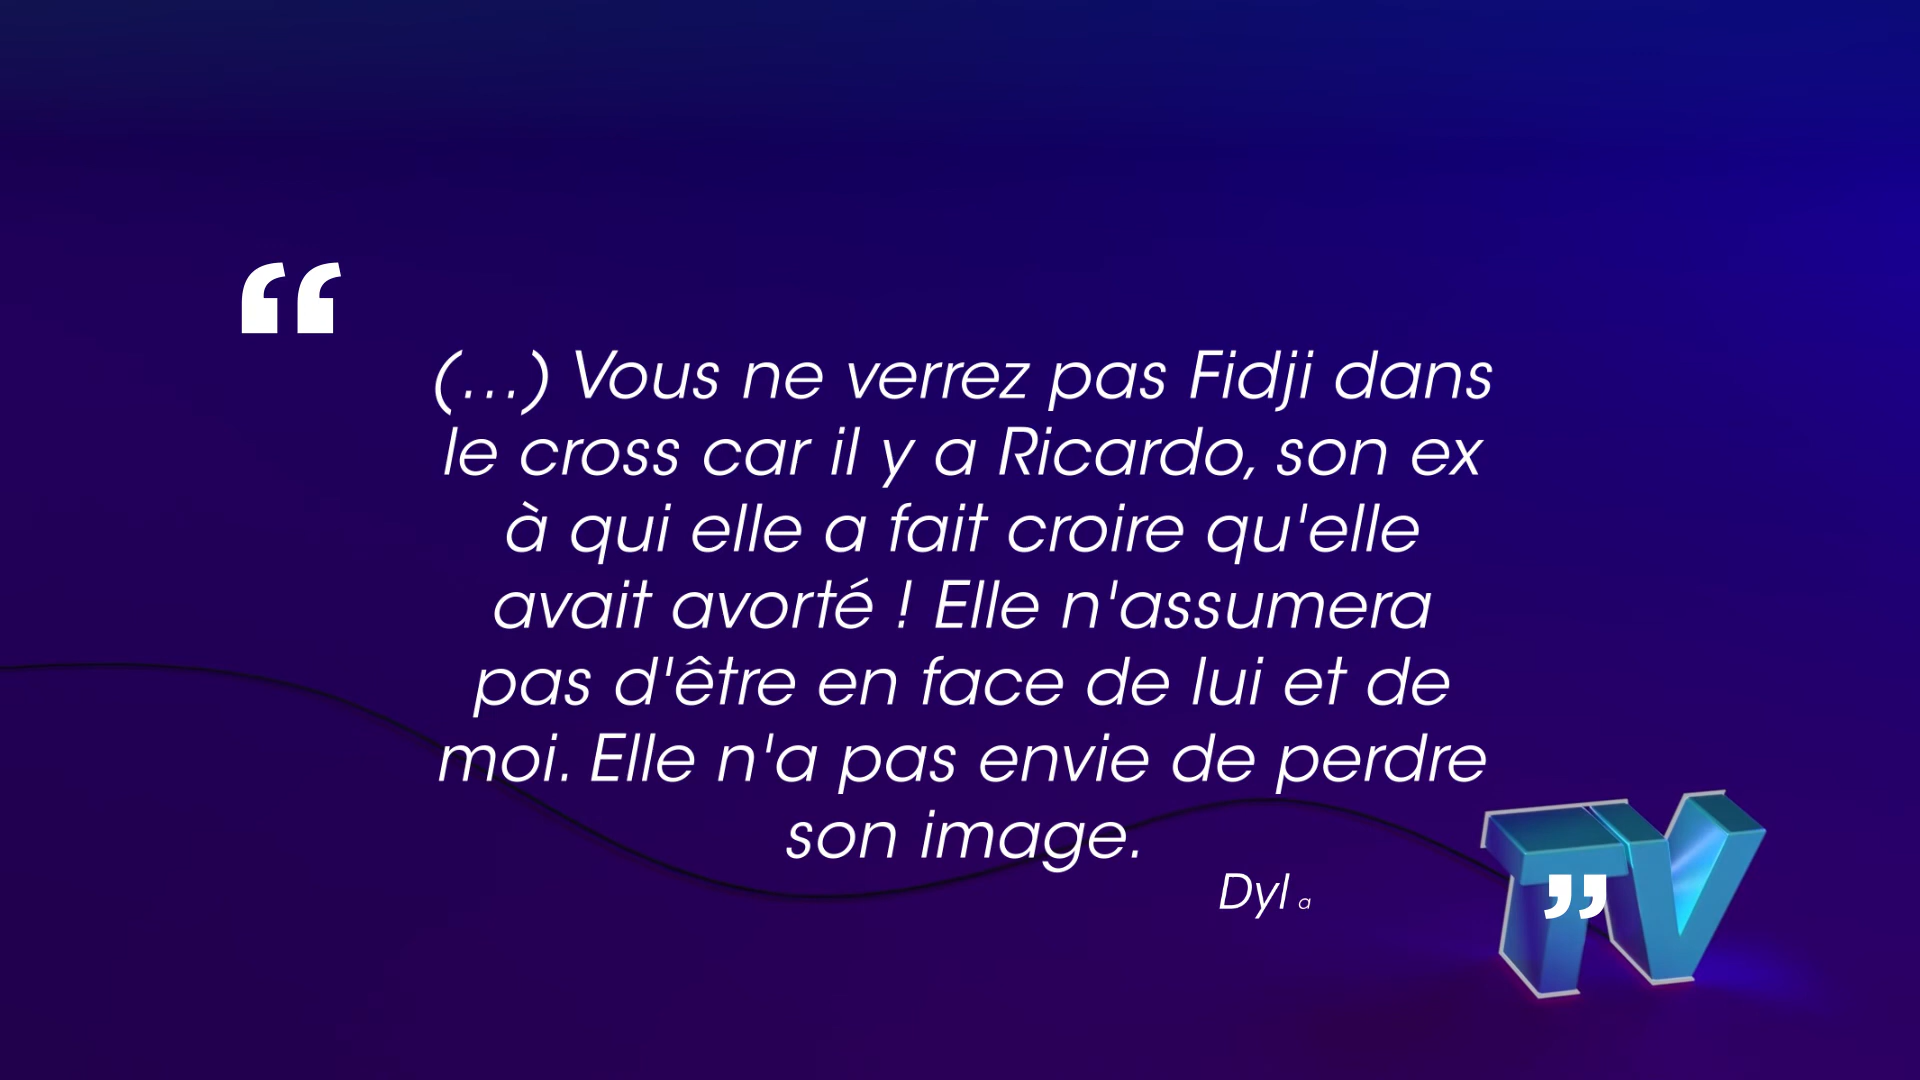 “
(...) Vous ne verrez pas Fidji dans
le cross car il y a Ricardo, son ex
à qui elle a fait croire qu'elle
avait avorté ! Elle n'assumera
pas d'être en face de lui et de
moi. Elle n'a pas envie de perdre
son image.
Dyl a
”
TV